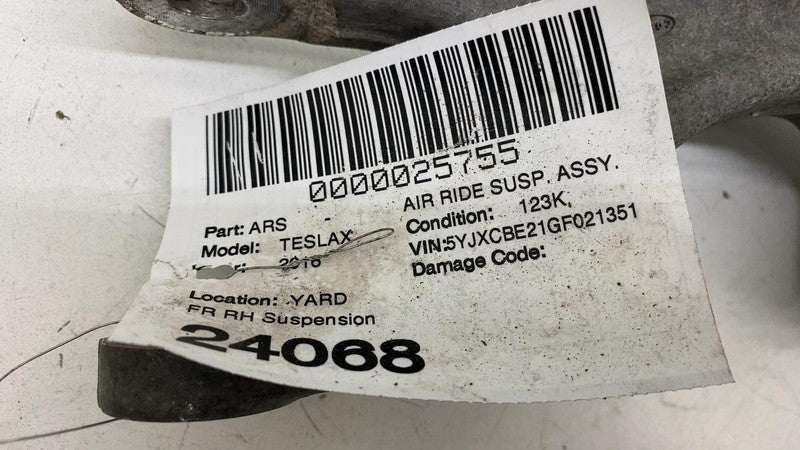 0000025755
Part: ARS - AIR RIDE SUSP. ASSY.
Model: TESLAX Condition: 123K,
2016 VIN:5YJXCBE21GF021351
Damage Code:
Location: YARD
FR RH Suspension
24068